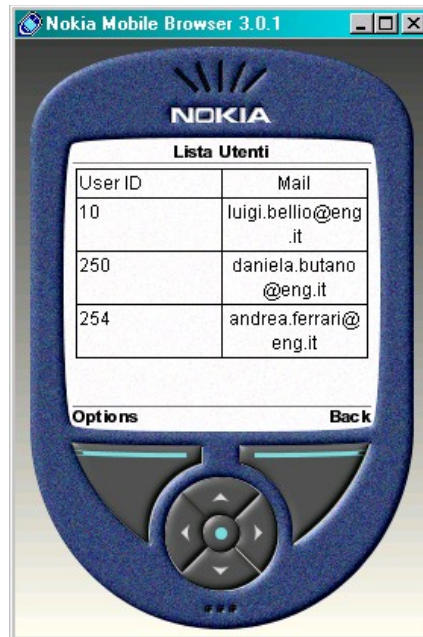 Nokia Mobile Browser 3.0.1
NOKIA
Lista Utenti
User ID Mail
10 luigi.bellio@eng
.it
250 daniela.butano
@eng.it
254 andrea.ferrari@
eng.it
Options Back